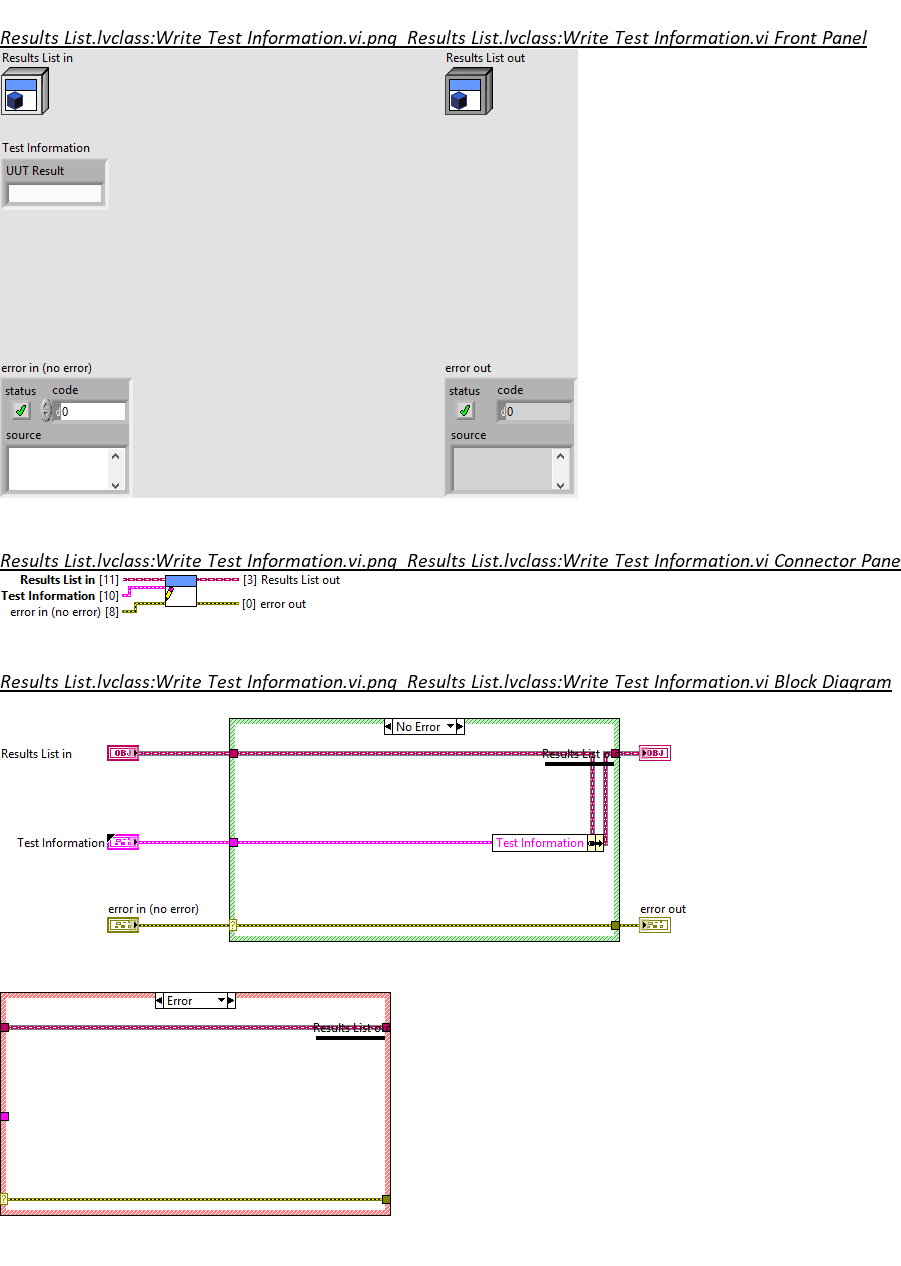 Results List.lvclass:Write Test Information.vi.png Results List.lvclass:Write Test Information.vi Front Panel
Results List in
Results List out
Test Information
UUT Result
error in (no error)
error out
status code
0
source
status code
0
source
Results List.lvclass:Write Test Information.vi.png Results List.lvclass:Write Test Information.vi Connector Pane
Results List in [11]
[3] Results List out
Test Information [10]
[0] error out
error in (no error) [8]
Results List.lvclass:Write Test Information.vi.png Results List.lvclass:Write Test Information.vi Block Diagram
No Error
Results List in
OBJ
Results List
OBJ
Test Information
Test Information
error in (no error)
error out
?
Error
Results List
?